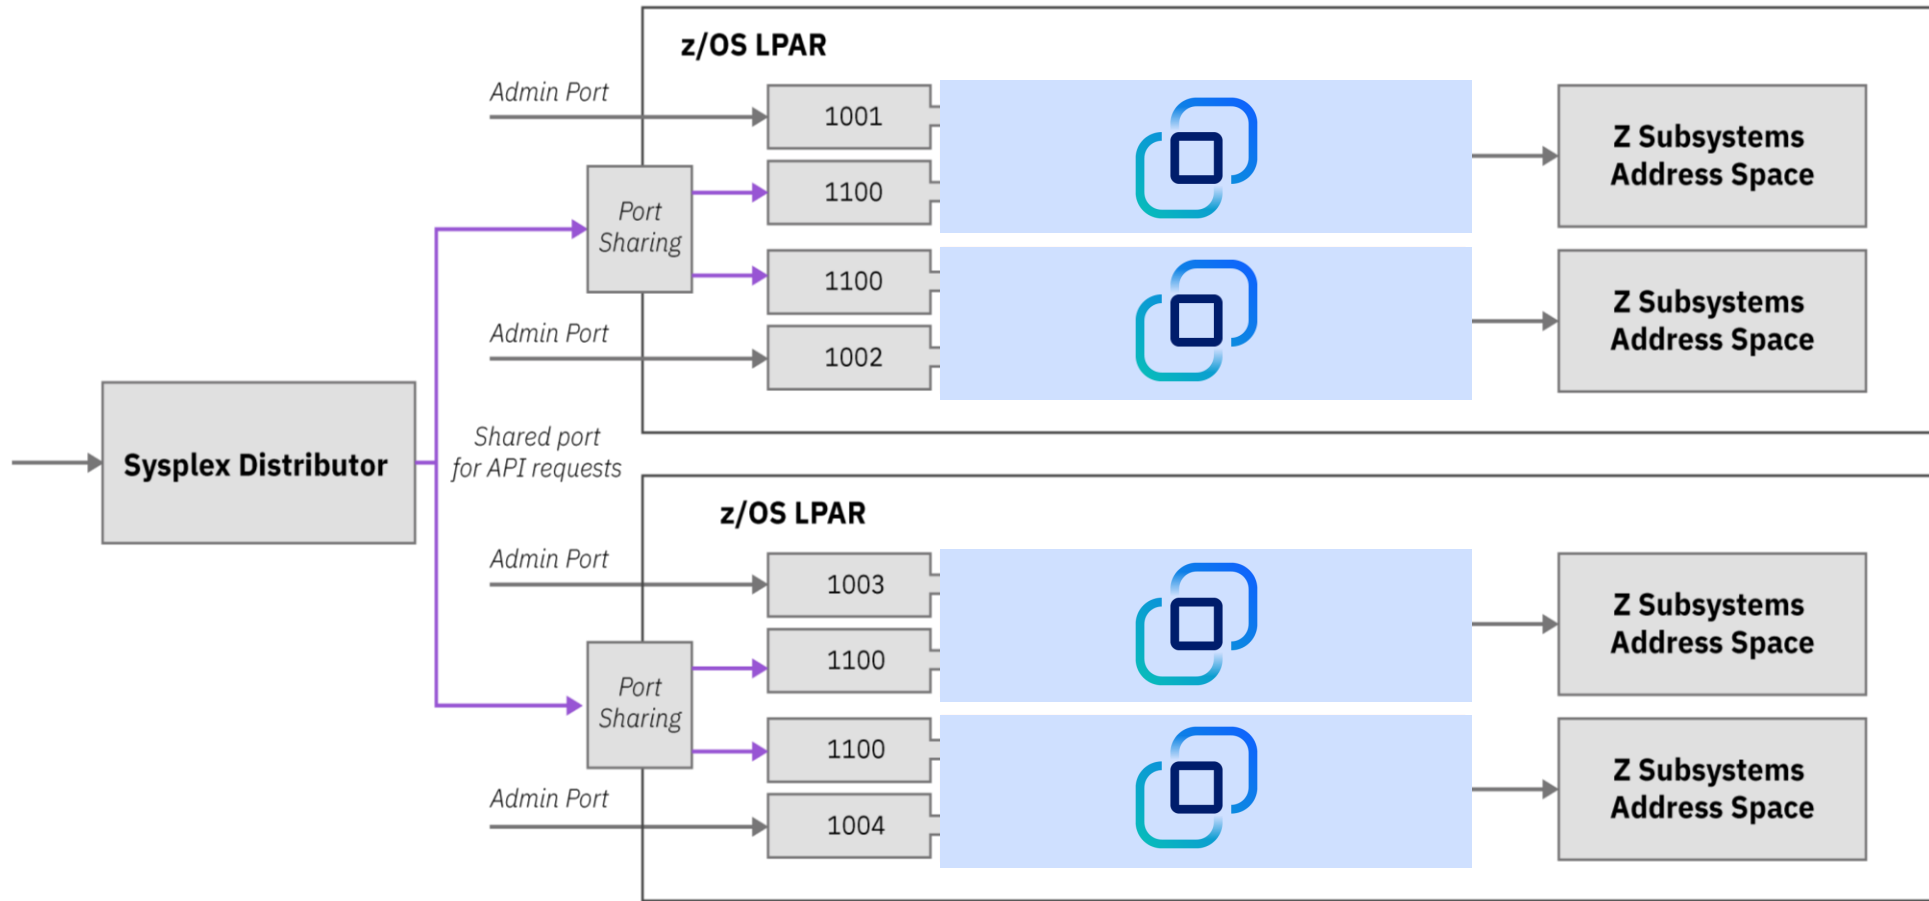 z/OS LPAR
Admin Port
1001
Z Subsystems
Address Space
1100
Port
Sharing
1100
Z Subsystems
Address Space
Admin Port
1002
Sysplex Distributor
Shared port
for API requests
z/OS LPAR
Admin Port
1003
Z Subsystems
Address Space
1100
Port
Sharing
1100
Z Subsystems
Address Space
Admin Port
1004